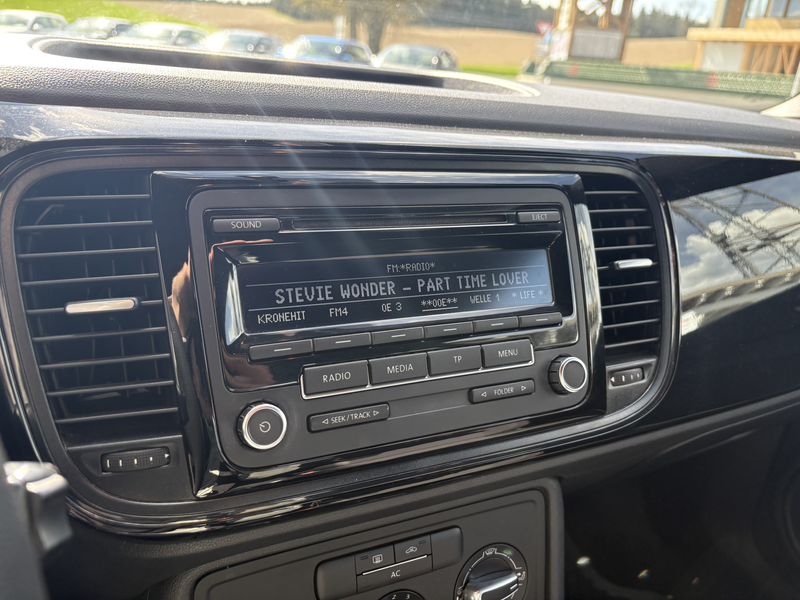 SOUND EJECT
FM *RADIO*
STEVIE WONDER - PART TIME LOVER
KRONEHIT FM4 OE 3 **OOE** WELLE 1 * LIFE *
RADIO MEDIA TP MENU
SEEK / TRACK FOLDER
AC